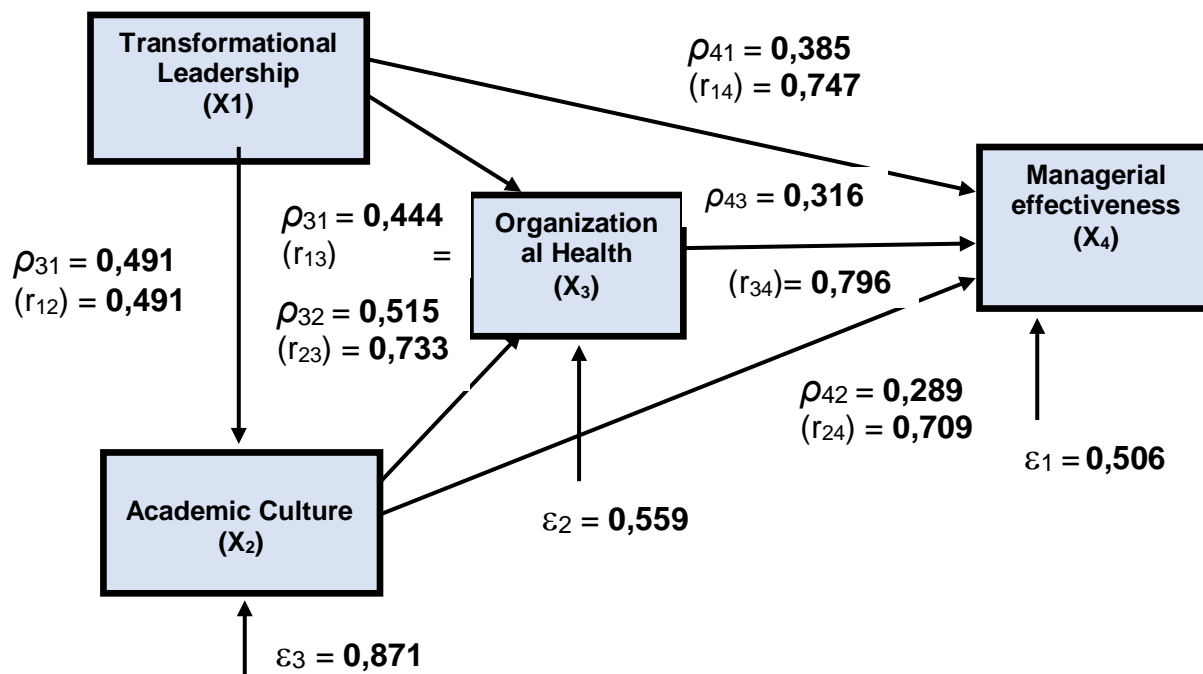 Transformational
Leadership
(X1)
ρ41 = 0,385
(r14) = 0,747
Managerial
effectiveness
(X4)
ρ43 = 0,316
(r34)= 0,796
ρ31 = 0,444
(r13) =
Organization
al Health
(X3)
ρ31 = 0,491
(r12) = 0,491
ρ32 = 0,515
(r23) = 0,733
ρ42 = 0,289
(r24) = 0,709
ε1 = 0,506
Academic Culture
(X2)
ε2 = 0,559
ε3 = 0,871